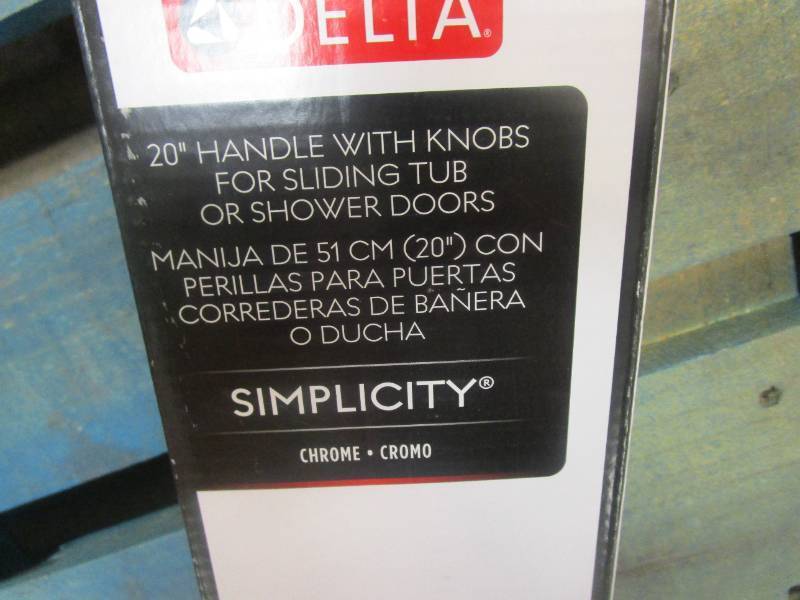 DELTA®
20" HANDLE WITH KNOBS
FOR SLIDING TUB
OR SHOWER DOORS
MANIJA DE 51 CM (20") CON
PERILLAS PARA PUERTAS
CORREDERAS DE BAÑERA
O DUCHA
SIMPLICITY®
CHROME • CROMO